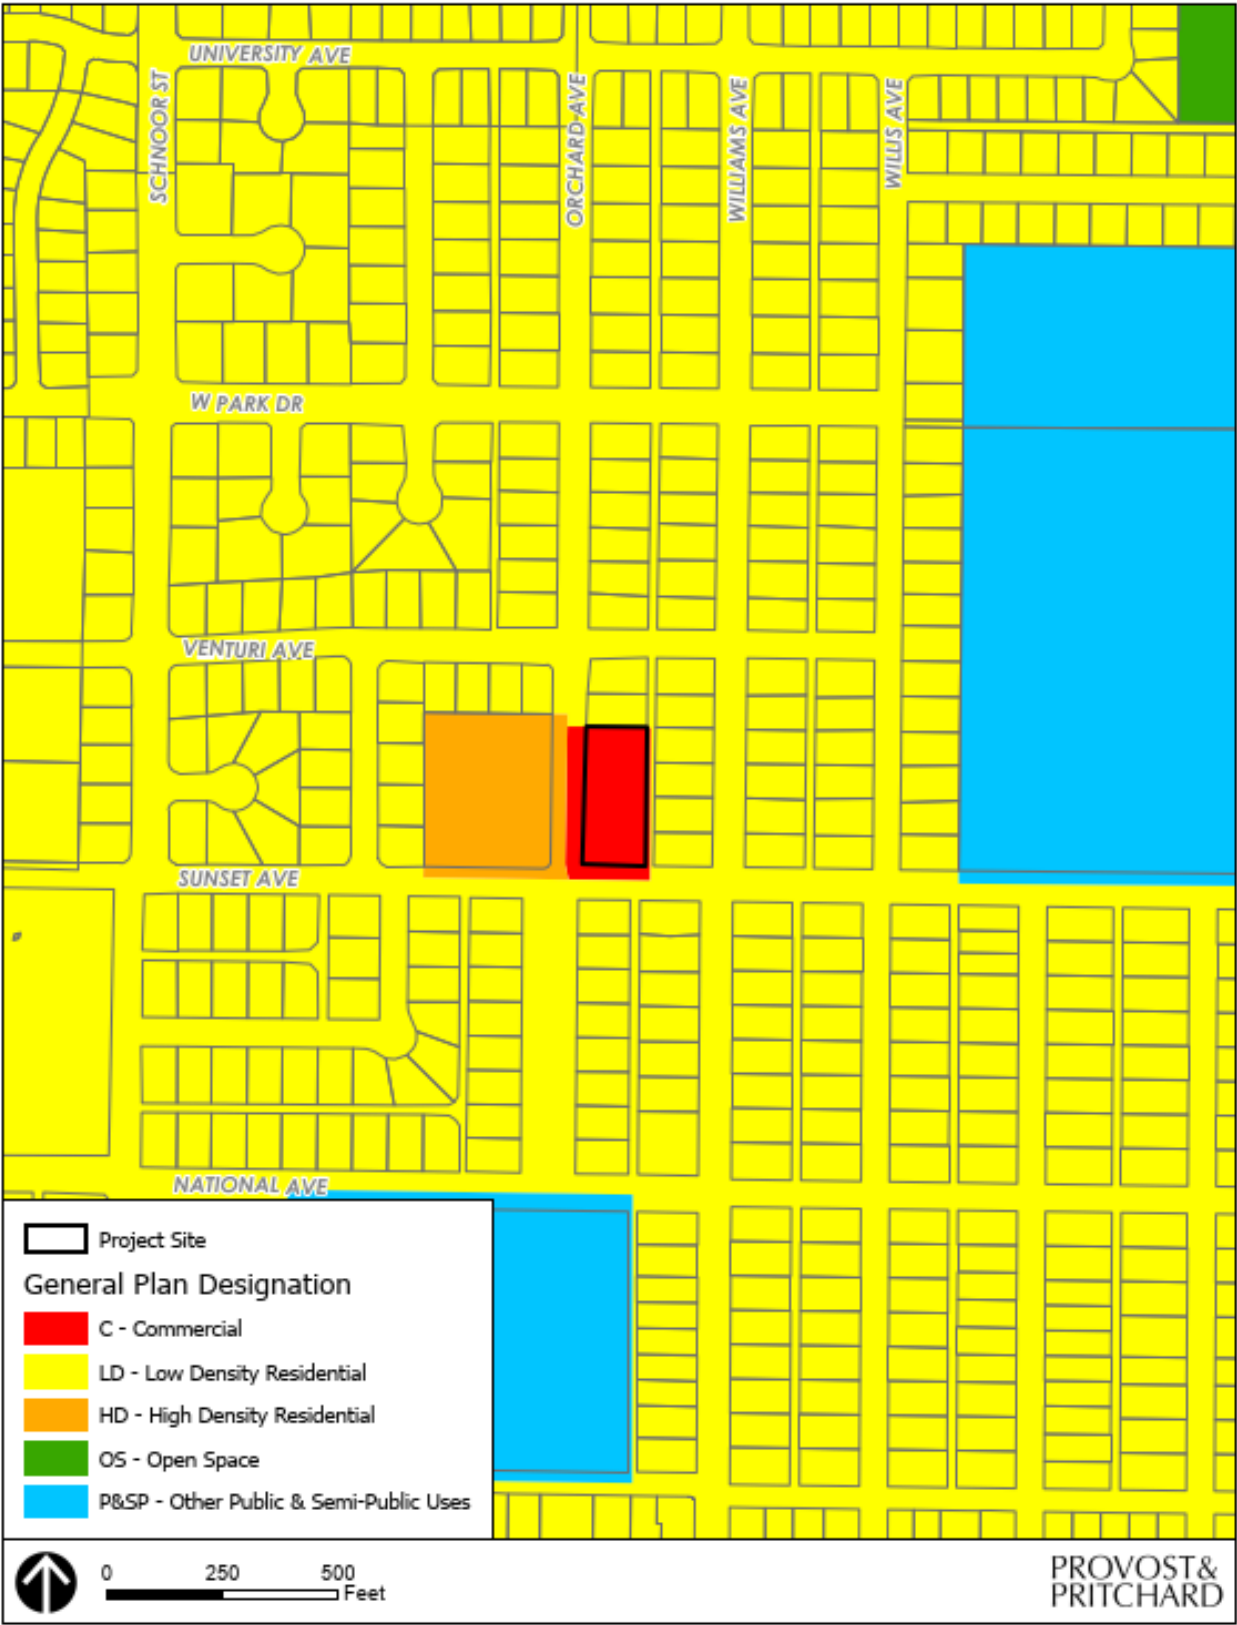 UNIVERSITY AVE
SCHNOOR ST
ORCHARD AVE
WILLIAMS AVE
WILLIS AVE
W PARK DR
VENTURI AVE
SUNSET AVE
NATIONAL AVE
Project Site
General Plan Designation
C - Commercial
LD - Low Density Residential
HD - High Density Residential
OS - Open Space
P&SP - Other Public & Semi-Public Uses
0 250 500
Feet
PROVOST&
PRITCHARD